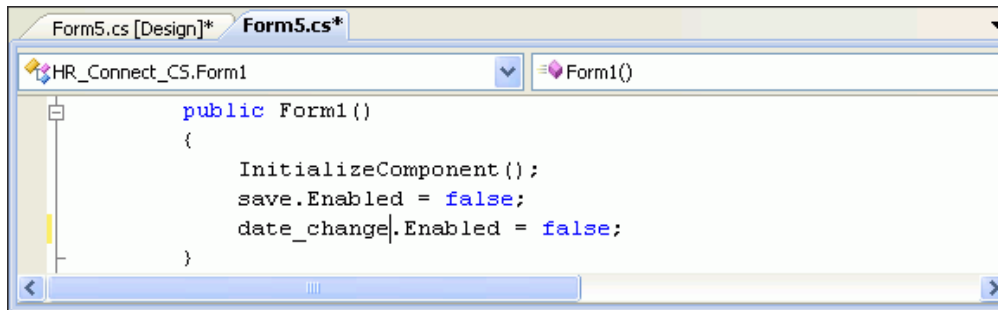 Form5.cs [Design]* Form5.cs*
HR_Connect_CS.Form1 Form1()
public Form1()
{
InitializeComponent();
save.Enabled = false;
date_change.Enabled = false;
}